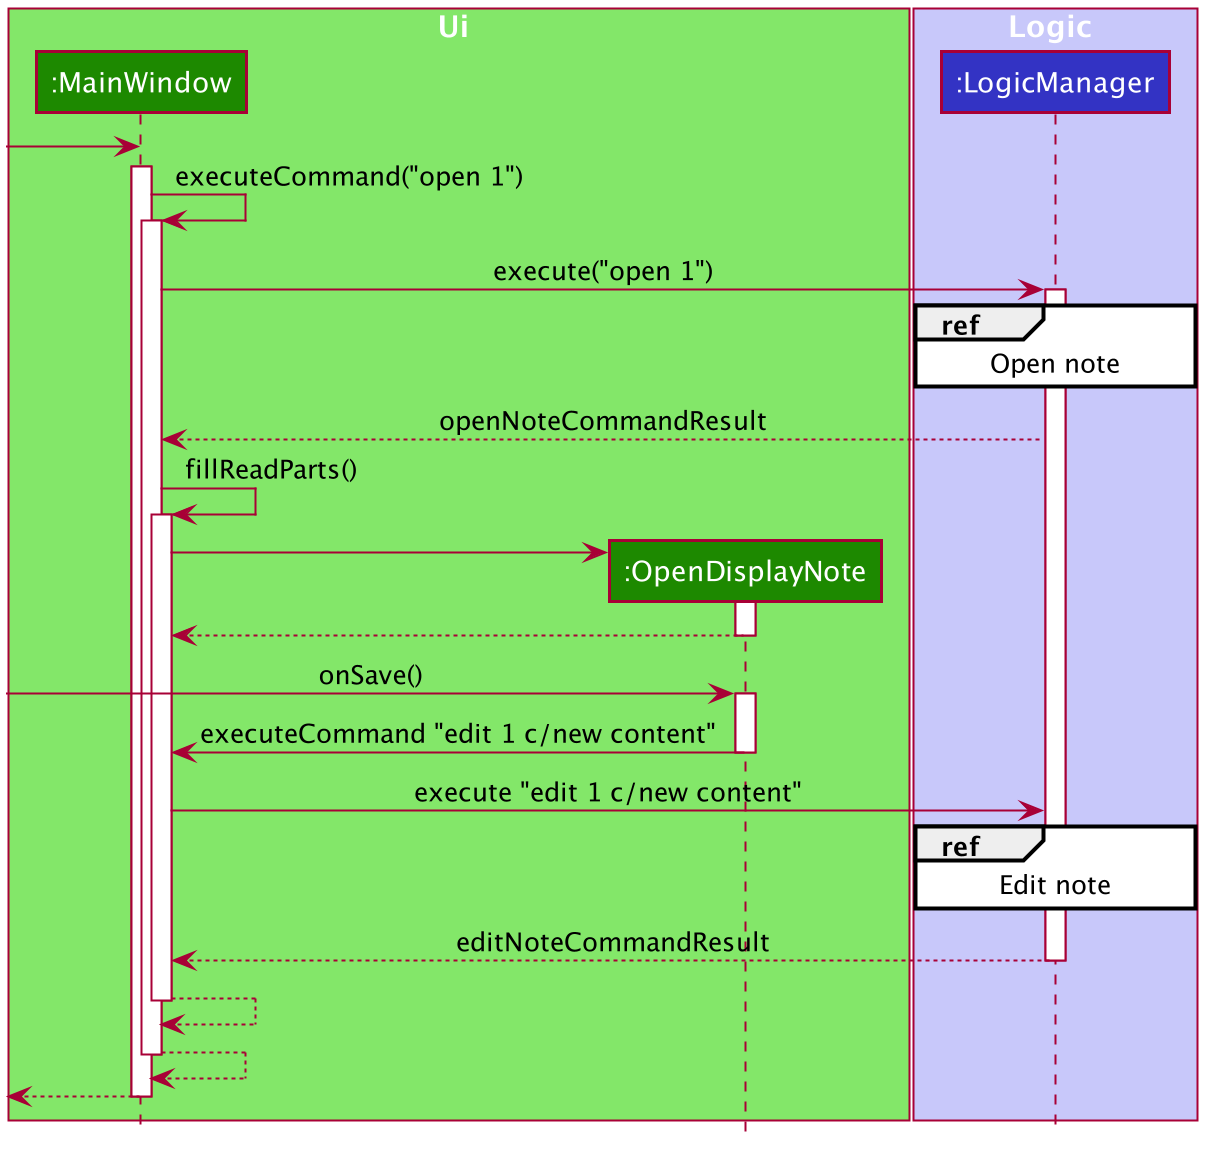 Ui
Logic
:MainWindow
:LogicManager
executeCommand("open 1")
execute("open 1")
ref
Open note
openNoteCommandResult
fillReadParts()
:OpenDisplayNote
onSave()
executeCommand "edit 1 c/new content"
execute "edit 1 c/new content"
ref
Edit note
editNoteCommandResult